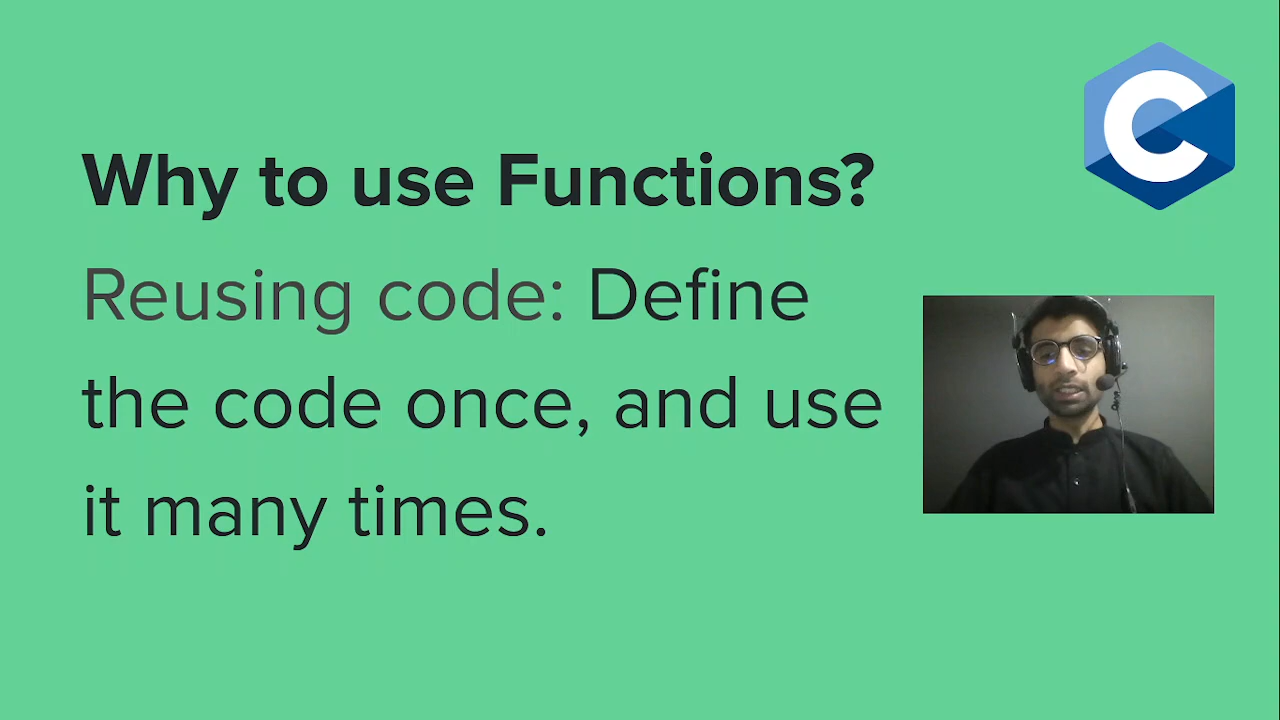 Why to use Functions?
Reusing code: Define
the code once, and use
it many times.
C